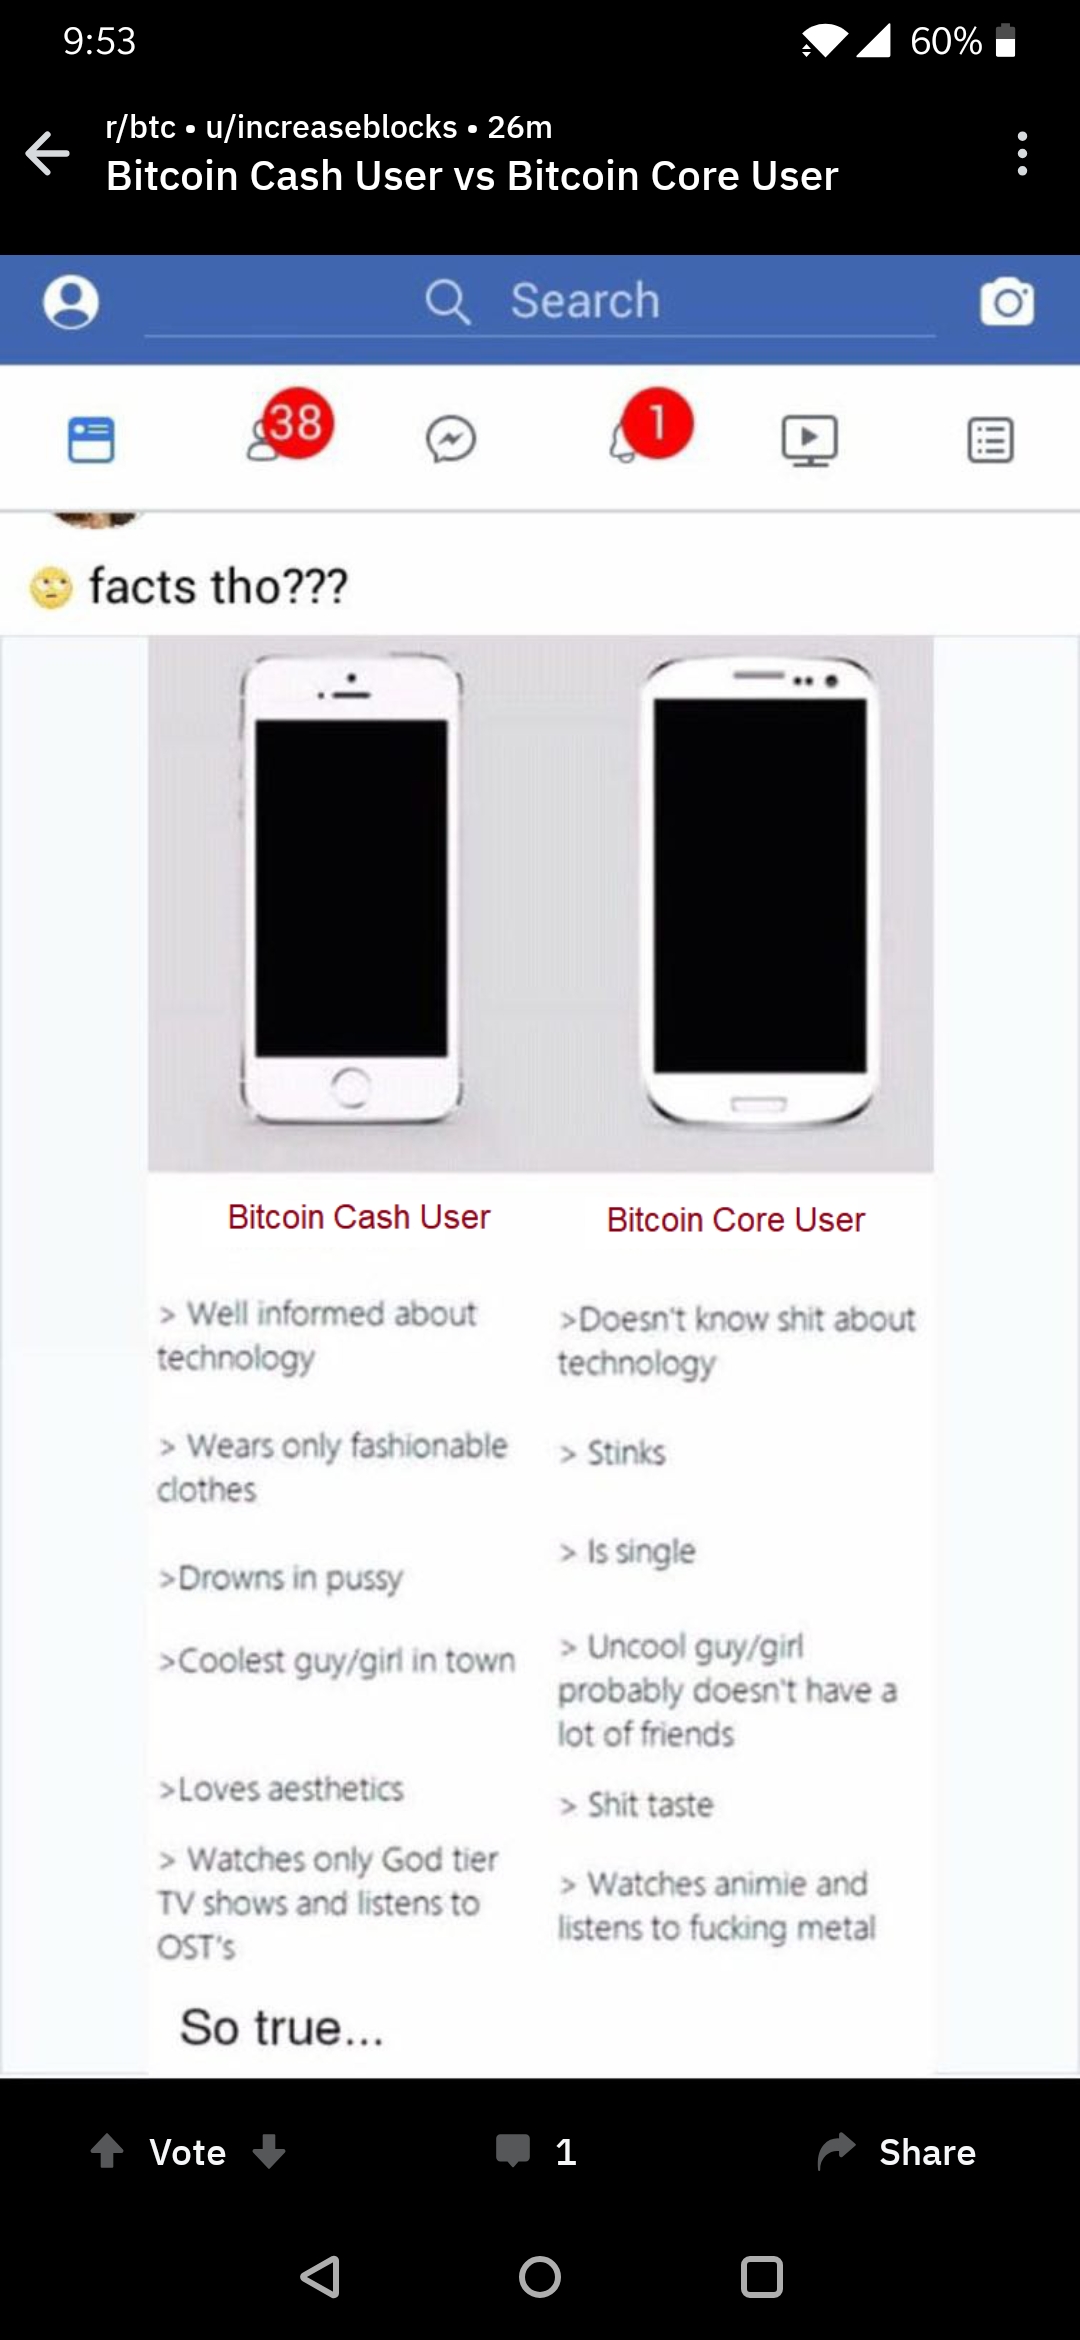 9:53
60%
r/btc • u/increaseblocks • 26m
Bitcoin Cash User vs Bitcoin Core User
Search
38
1
facts tho???
Bitcoin Cash User
> Well informed about
technology
> Wears only fashionable
clothes
>Drowns in pussy
>Coolest guy/girl in town
>Loves aesthetics
> Watches only God tier
TV shows and listens to
OST's
Bitcoin Core User
>Doesn't know shit about
technology
> Stinks
> Is single
> Uncool guy/girl
probably doesn't have a
lot of friends
> Shit taste
> Watches animie and
listens to fucking metal
So true...
Vote
1
Share